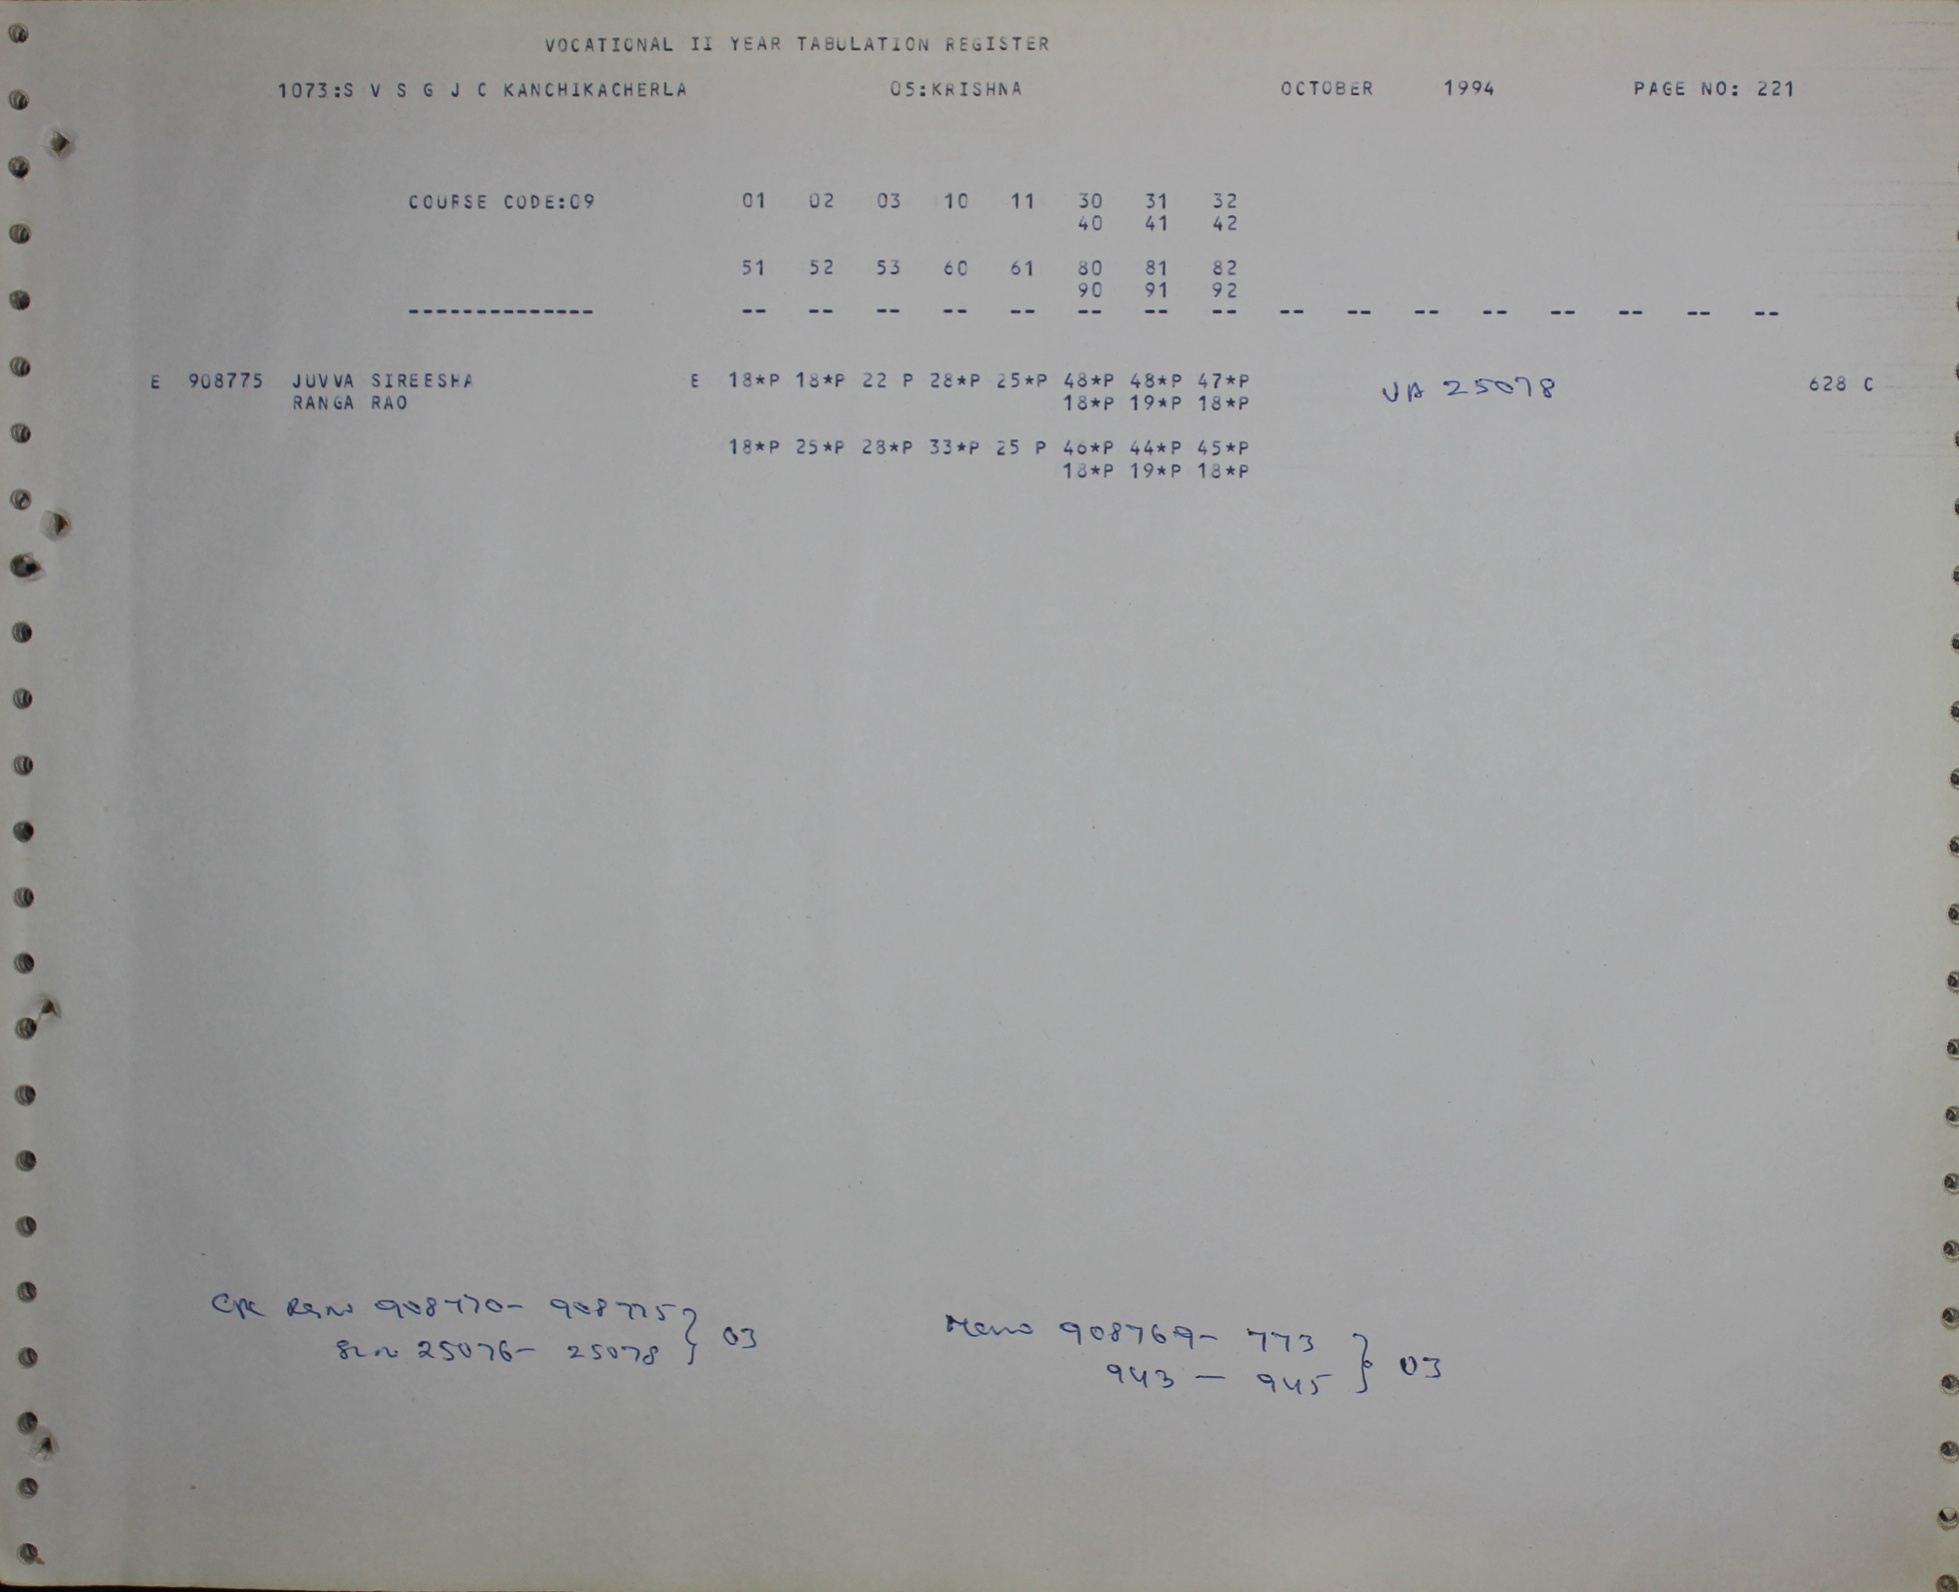 VOCATIONAL II YEAR TABULATION REGISTER
1073:S V S G J C KANCHIKACHERLA 05:KRISHNA OCTOBER 1994 PAGE NO: 221
COURSE CODE:09 01 02 03 10 11 30 31 32
40 41 42
51 52 53 60 61 80 81 82
90 91 92
-------------- -- -- -- -- -- -- -- -- -- -- -- -- -- -- -- --
E 908775 JUVVA SIREESHA E 18*P 18*P 22 P 28*P 25*P 48*P 48*P 47*P VA 25078 628 C
RANGA RAO 18*P 19*P 18*P
18*P 25*P 28*P 33*P 25 P 46*P 44*P 45*P
18*P 19*P 18*P
908770- 908775 } 03
25076- 25078
908769- 773 } 03
943 - 945